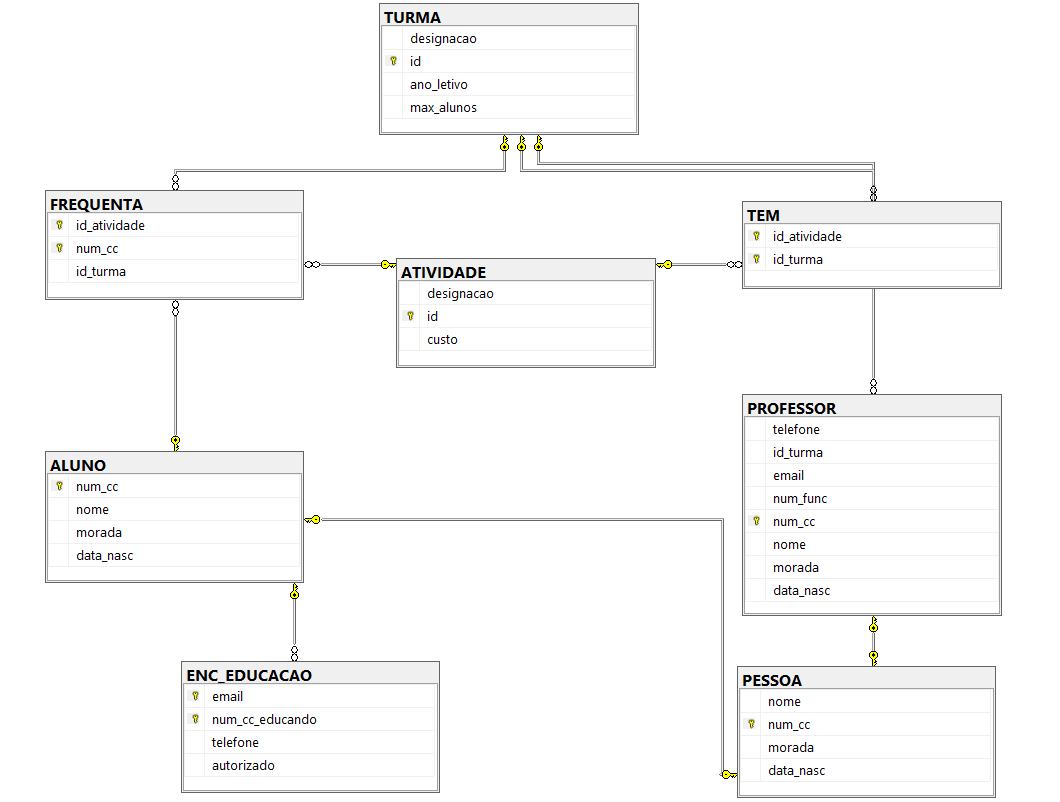 TURMA
designacao
id
ano_letivo
max_alunos
FREQUENTA
id_atividade
num_cc
id_turma
TEM
id_atividade
id_turma
ATIVIDADE
designacao
id
custo
PROFESSOR
telefone
id_turma
email
num_func
num_cc
nome
morada
data_nasc
ALUNO
num_cc
nome
morada
data_nasc
ENC_EDUCACAO
email
num_cc_educando
telefone
autorizado
PESSOA
nome
num_cc
morada
data_nasc